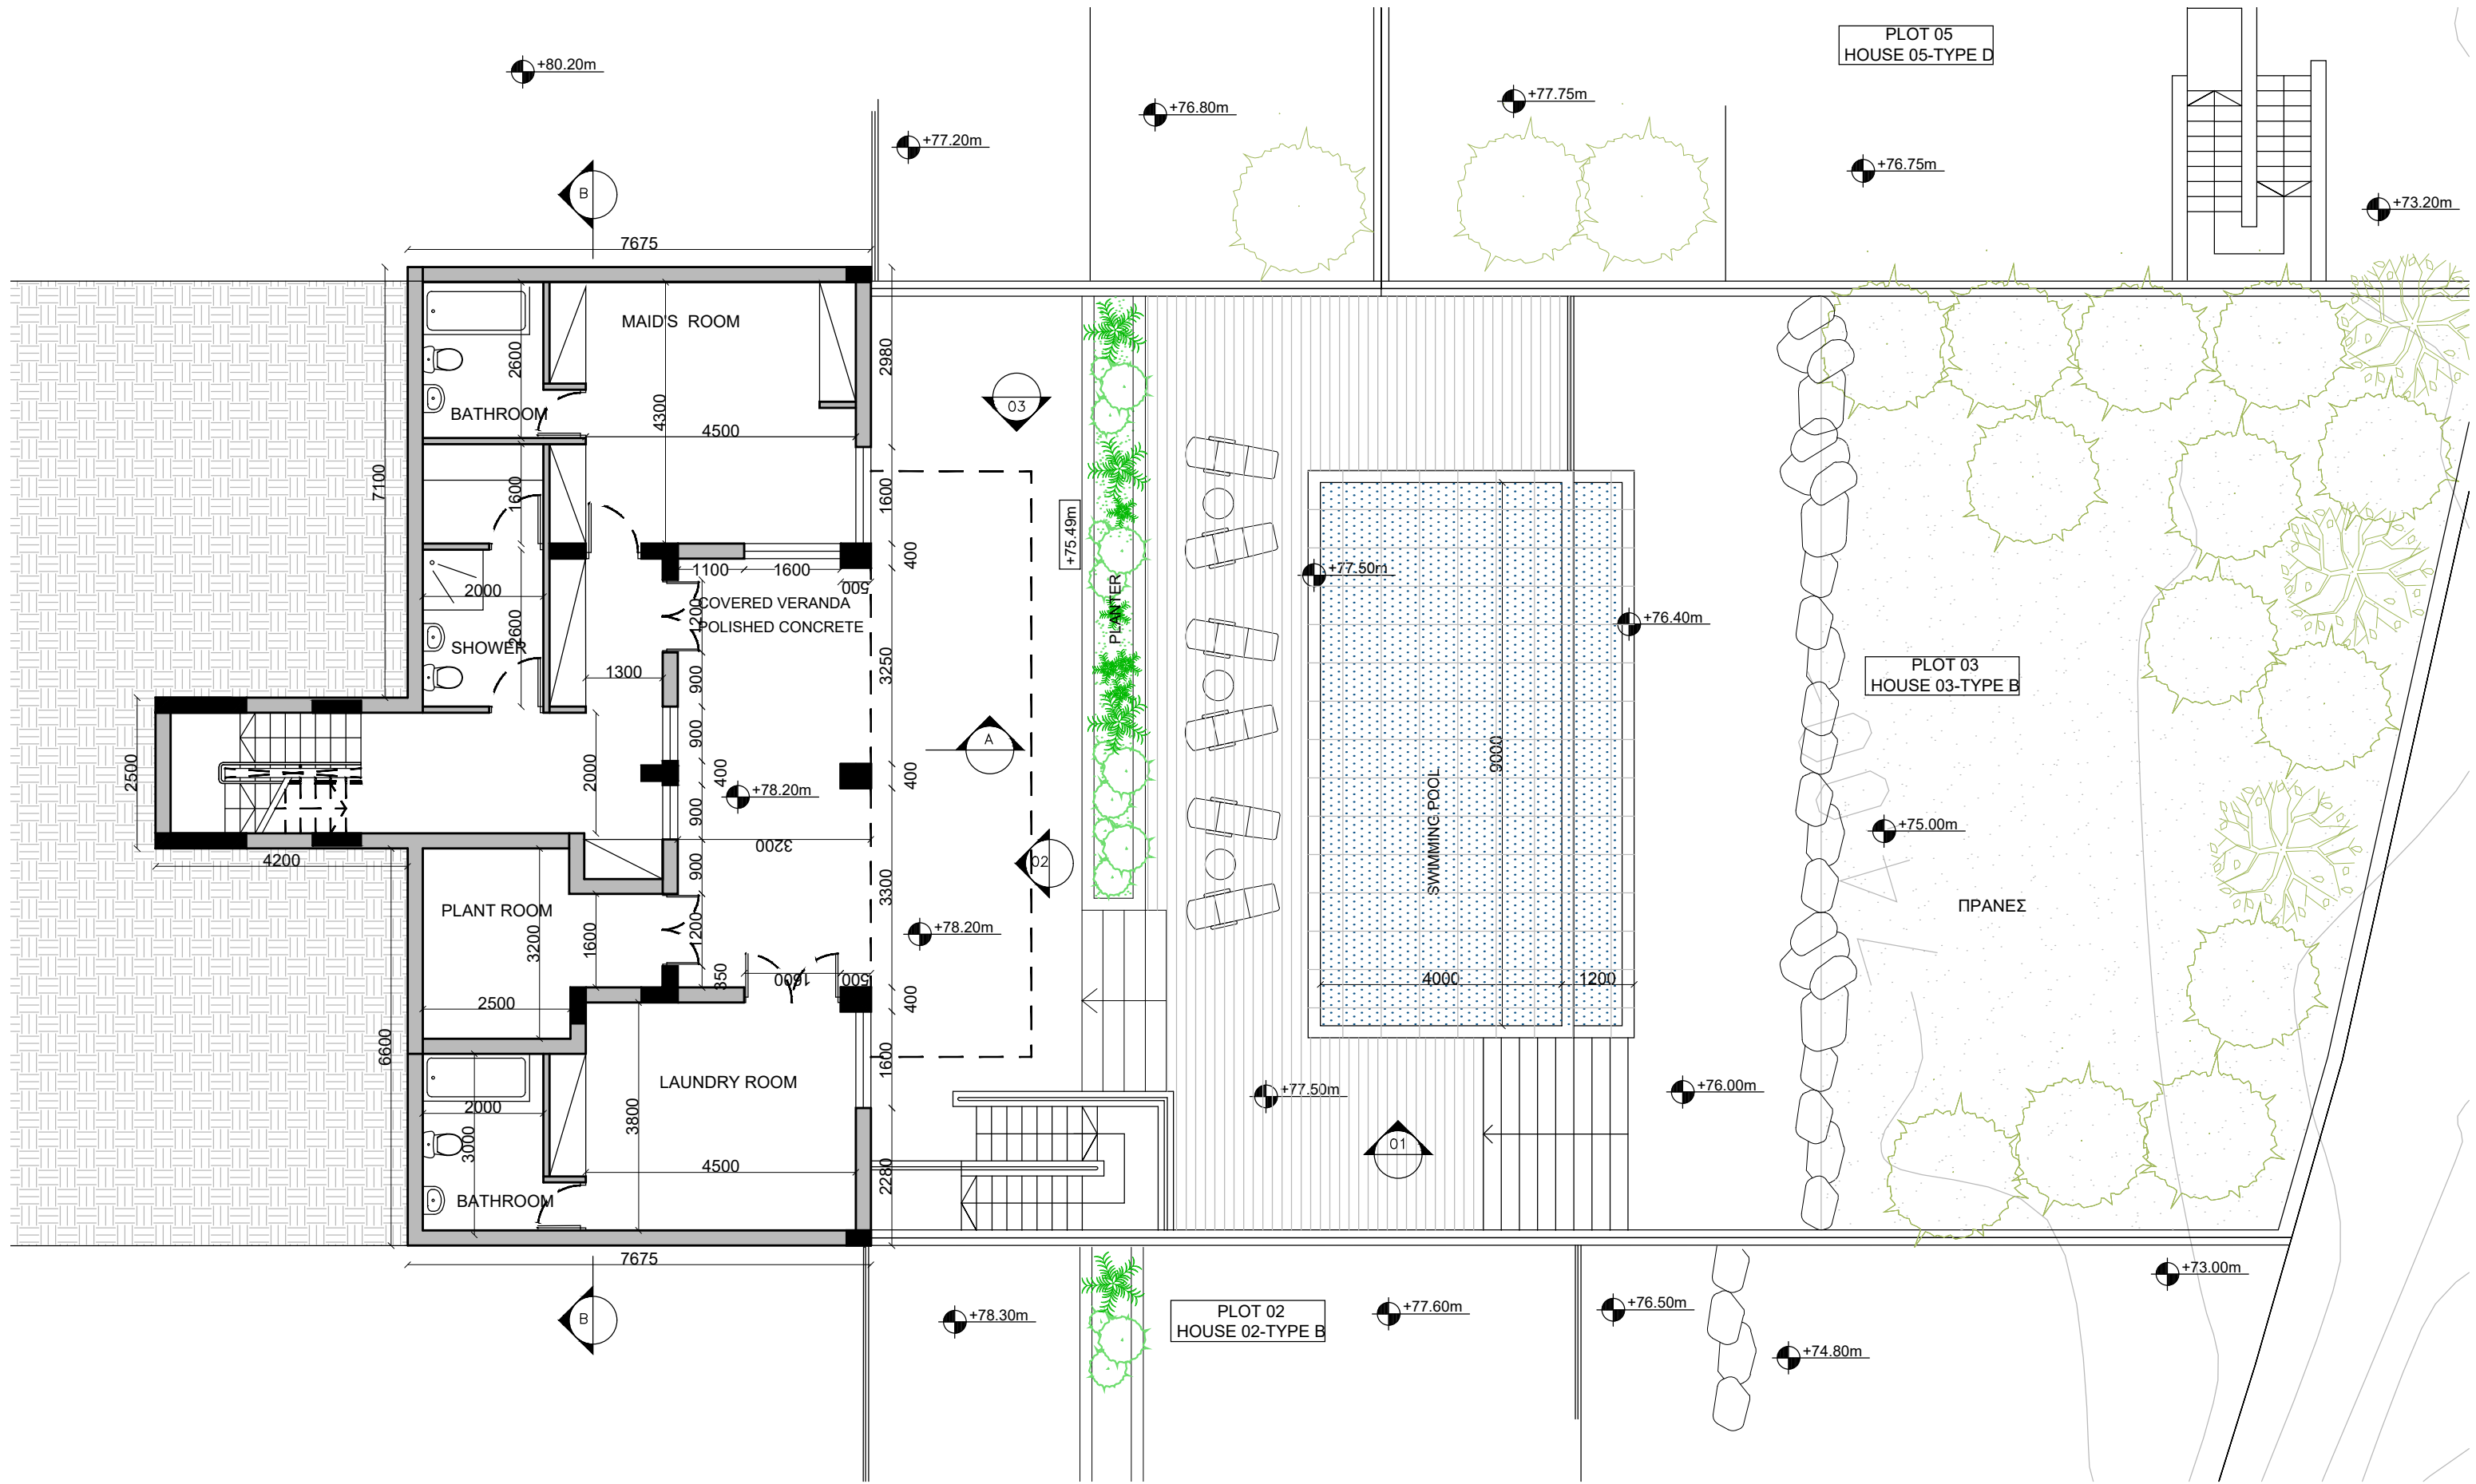 PLOT 05
HOUSE 05-TYPE D
+80.20m
+77.20m
+76.80m
+77.75m
+76.75m
+73.20m
B
7675
MAID'S ROOM
2600
4300
2980
BATHROOM
4500
03
7100
1600
1600
+75.49m
400
1100
1600
500
+77.50m
2000
COVERED VERANDA
POLISHED CONCRETE
1200
PLANTER
+76.40m
SHOWER
2600
1300
900
3250
PLOT 03
HOUSE 03-TYPE B
900
A
2500
2000
400
400
9000
+78.20m
SWIMMING POOL
900
+75.00m
3200
4200
02
900
3300
PLANT ROOM
ΠΡΑΝΕΣ
3200
1600
1200
+78.20m
350
1600
500
4000
1200
2500
400
6600
1600
LAUNDRY ROOM
+77.50m
+76.00m
2000
3800
3000
01
4500
2280
BATHROOM
7675
+73.00m
B
+78.30m
PLOT 02
HOUSE 02-TYPE B
+77.60m
+76.50m
+74.80m